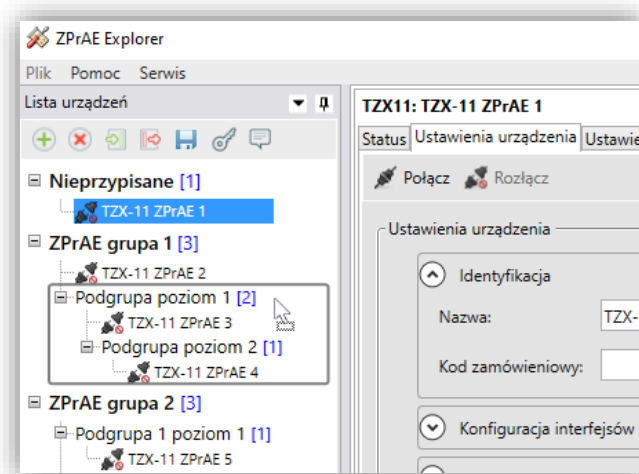 ZPrAE Explorer
Plik Pomoc Serwis
Lista urządzeń
Nieprzypisane [1]
TZX-11 ZPrAE 1
ZPrAE grupa 1 [3]
TZX-11 ZPrAE 2
Podgrupa poziom 1 [2]
TZX-11 ZPrAE 3
Podgrupa poziom 2 [1]
TZX-11 ZPrAE 4
ZPrAE grupa 2 [3]
Podgrupa 1 poziom 1 [1]
TZX-11 ZPrAE 5
TZX11: TZX-11 ZPrAE 1
Status Ustawienia urządzenia Ustawie
Połącz Rozłącz
Ustawienia urządzenia
Identyfikacja
Nazwa: TZX-
Kod zamówieniowy:
Konfiguracja interfejsów